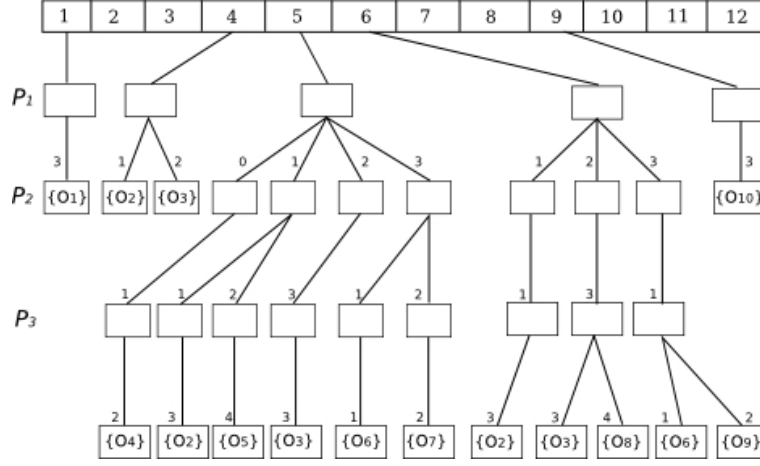 1 2 3 4 5 6 7 8 9 10 11 12
P1
3 1 2 0 1 2 3 1 2 3 3
P2 {O1} {O2} {O3} {O10}
1 1 2 3 1 2 1 3 1
P3
2 3 4 3 1 2 3 3 4 1 2
{O4} {O2} {O5} {O3} {O6} {O7} {O2} {O3} {O8} {O6} {O9}